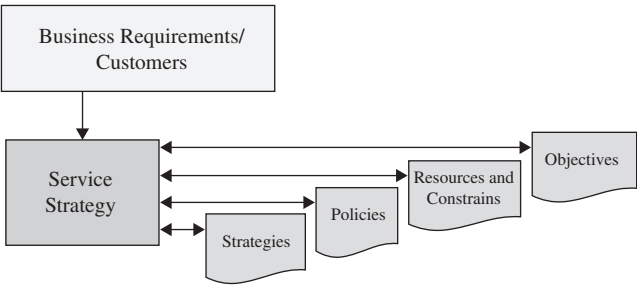 Business Requirements/
Customers
Service
Strategy
Objectives
Resources and
Constrains
Policies
Strategies